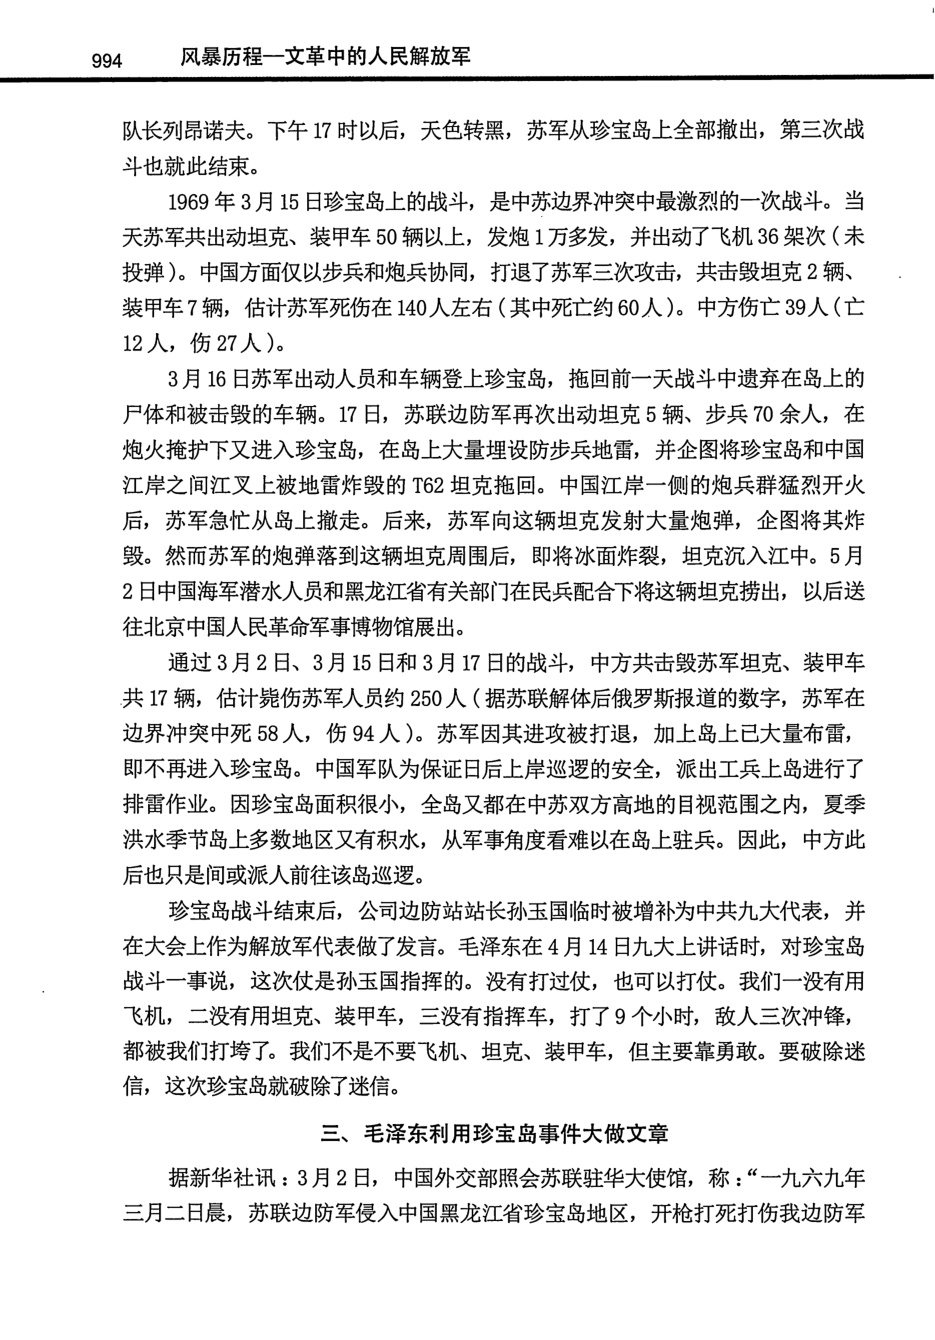 994 风暴历程—文革中的人民解放军
队长列昂诺夫。下午 17 时以后，天色转黑，苏军从珍宝岛上全部撤出，第三次战
斗也就此结束。
1969 年 3 月 15 日珍宝岛上的战斗，是中苏边界冲突中最激烈的一次战斗。当
天苏军共出动坦克、装甲车 50 辆以上，发炮 1 万多发，并出动了飞机 36 架次（未
投弹）。中国方面仅以步兵和炮兵协同，打退了苏军三次攻击，共击毁坦克 2 辆、
装甲车 7 辆，估计苏军死伤在 140 人左右（其中死亡约 60 人）。中方伤亡 39 人（亡
12 人，伤 27 人）。
3 月 16 日苏军出动人员和车辆登上珍宝岛，拖回前一天战斗中遗弃在岛上的
尸体和被击毁的车辆。17 日，苏联边防军再次出动坦克 5 辆、步兵 70 余人，在
炮火掩护下又进入珍宝岛，在岛上大量埋设防步兵地雷，并企图将珍宝岛和中国
江岸之间江叉上被地雷炸毁的 T62 坦克拖回。中国江岸一侧的炮兵群猛烈开火
后，苏军急忙从岛上撤走。后来，苏军向这辆坦克发射大量炮弹，企图将其炸
毁。然而苏军的炮弹落到这辆坦克周围后，即将冰面炸裂，坦克沉入江中。5 月
2 日中国海军潜水人员和黑龙江省有关部门在民兵配合下将这辆坦克捞出，以后送
往北京中国人民革命军事博物馆展出。
通过 3 月 2 日、3 月 15 日和 3 月 17 日的战斗，中方共击毁苏军坦克、装甲车
共 17 辆，估计毙伤苏军人员约 250 人（据苏联解体后俄罗斯报道的数字，苏军在
边界冲突中死 58 人，伤 94 人）。苏军因其进攻被打退，加上岛上已大量布雷，
即不再进入珍宝岛。中国军队为保证日后上岸巡逻的安全，派出工兵上岛进行了
排雷作业。因珍宝岛面积很小，全岛又都在中苏双方高地的目视范围之内，夏季
洪水季节岛上多数地区又有积水，从军事角度看难以在岛上驻兵。因此，中方此
后也只是间或派人前往该岛巡逻。
珍宝岛战斗结束后，公司边防站站长孙玉国临时被增补为中共九大代表，并
在大会上作为解放军代表做了发言。毛泽东在 4 月 14 日九大上讲话时，对珍宝岛
战斗一事说，这次仗是孙玉国指挥的。没有打过仗，也可以打仗。我们一没有用
飞机，二没有用坦克、装甲车，三没有指挥车，打了 9 个小时，敌人三次冲锋，
都被我们打垮了。我们不是不要飞机、坦克、装甲车，但主要靠勇敢。要破除迷
信，这次珍宝岛就破除了迷信。
三、毛泽东利用珍宝岛事件大做文章
据新华社讯：3 月 2 日，中国外交部照会苏联驻华大使馆，称：“一九六九年
三月二日晨，苏联边防军侵入中国黑龙江省珍宝岛地区，开枪打死打伤我边防军